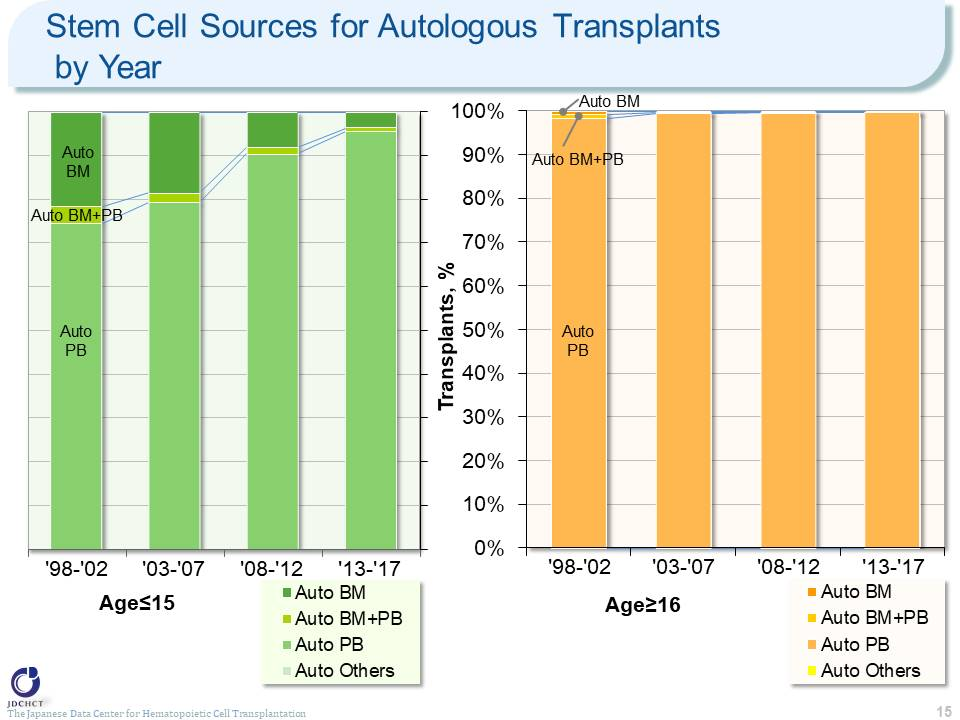 Stem Cell Sources for Autologous Transplants
by Year
Auto
BM
Auto BM+PB
Auto
PB
'98-'02
'03-'07
'08-'12
'13-'17
Age≤15
Auto BM
Auto BM+PB
Auto PB
Auto Others
Transplants, %
100%
90%
80%
70%
60%
50%
40%
30%
20%
10%
0%
Auto BM
Auto BM+PB
Auto
PB
'98-'02
'03-'07
'08-'12
'13-'17
Age≥16
Auto BM
Auto BM+PB
Auto PB
Auto Others
JDCHCT
The Japanese Data Center for Hematopoietic Cell Transplantation
15